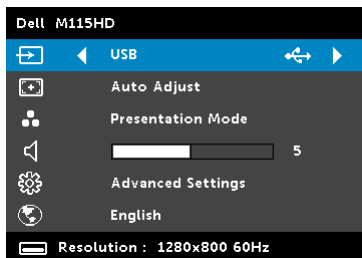 Dell M115HD
USB
Auto Adjust
Presentation Mode
5
Advanced Settings
English
Resolution : 1280x800 60Hz